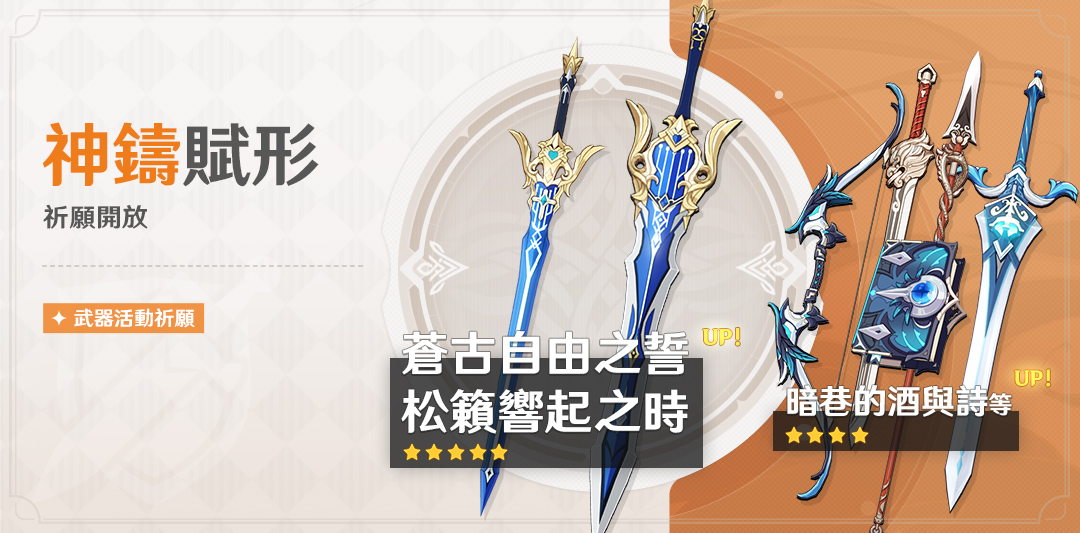 神鑄賦形
祈願開放
武器活動祈願
蒼古自由之誓
松籟響起之時
UP!
暗巷的酒與詩等
UP!